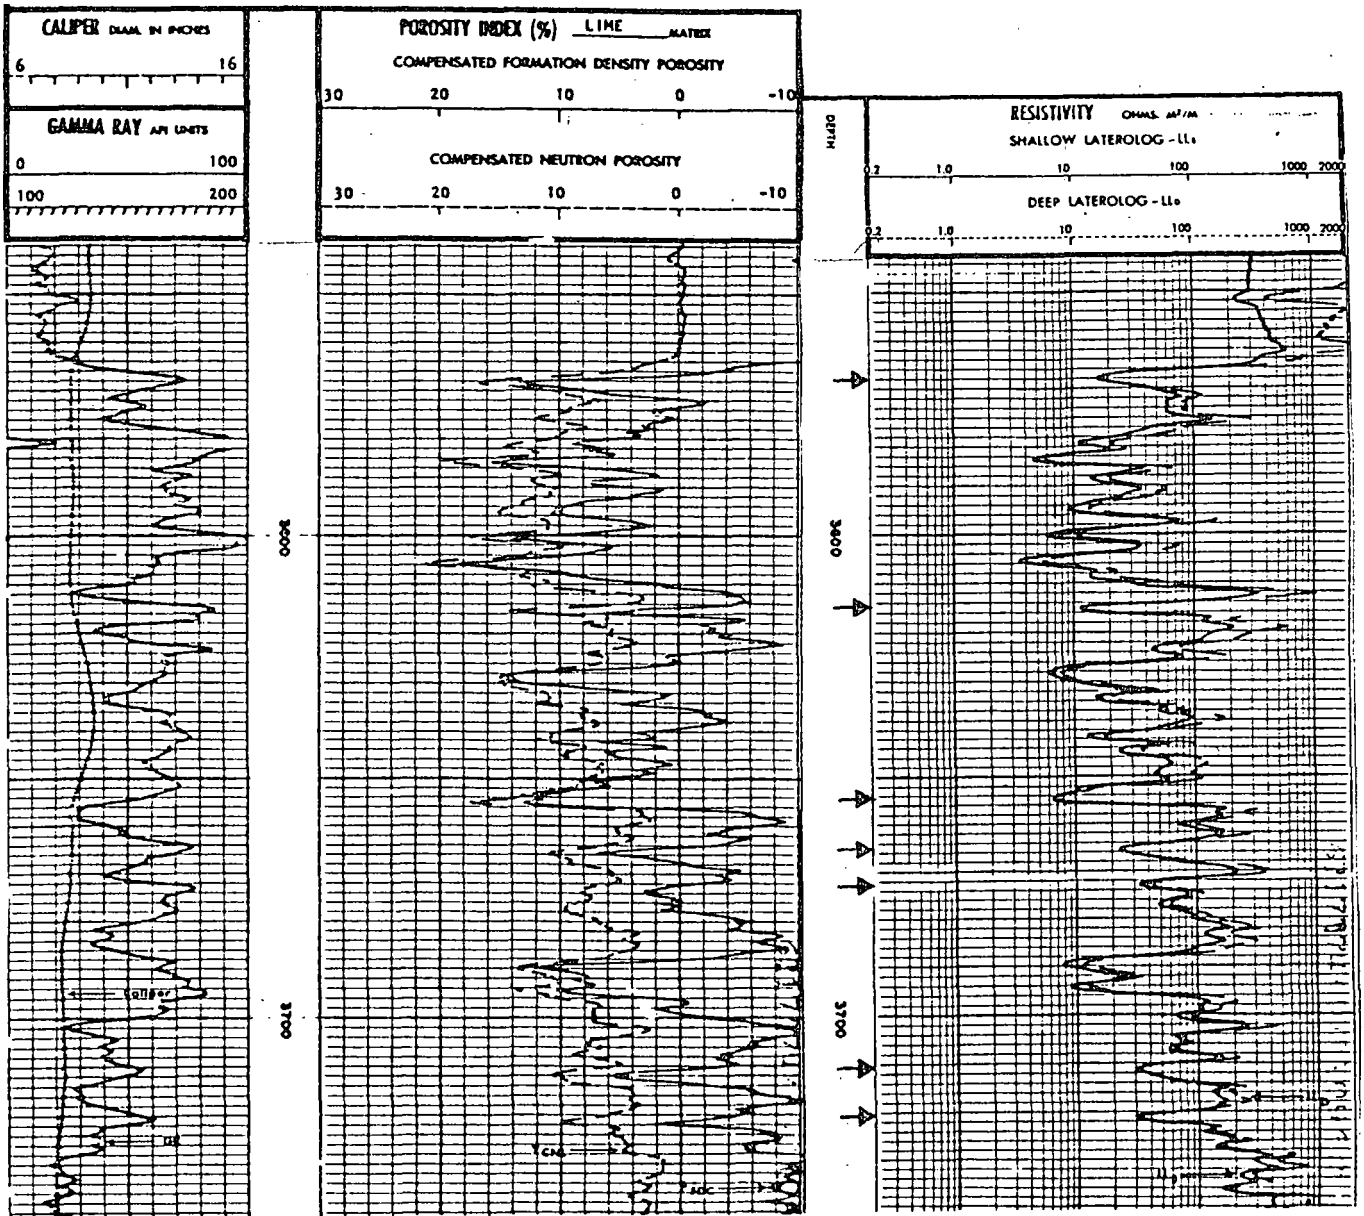 CALIPER DIAM. IN INCHES
6 16
GAMMA RAY API UNITS
0 100
100 200
POROSITY INDEX (%) LIME MATRIX
COMPENSATED FORMATION DENSITY POROSITY
30 20 10 0 -10
COMPENSATED NEUTRON POROSITY
30 20 10 0 -10
DEPTH
RESISTIVITY OHMS. M²/M
SHALLOW LATEROLOG -LLs
0.2 1.0 10 100 1000 2000
DEEP LATEROLOG -LLD
0.2 1.0 10 100 1000 2000
3600
3600
Caliper
3700
3700
GR
CNL
LLD
LLs